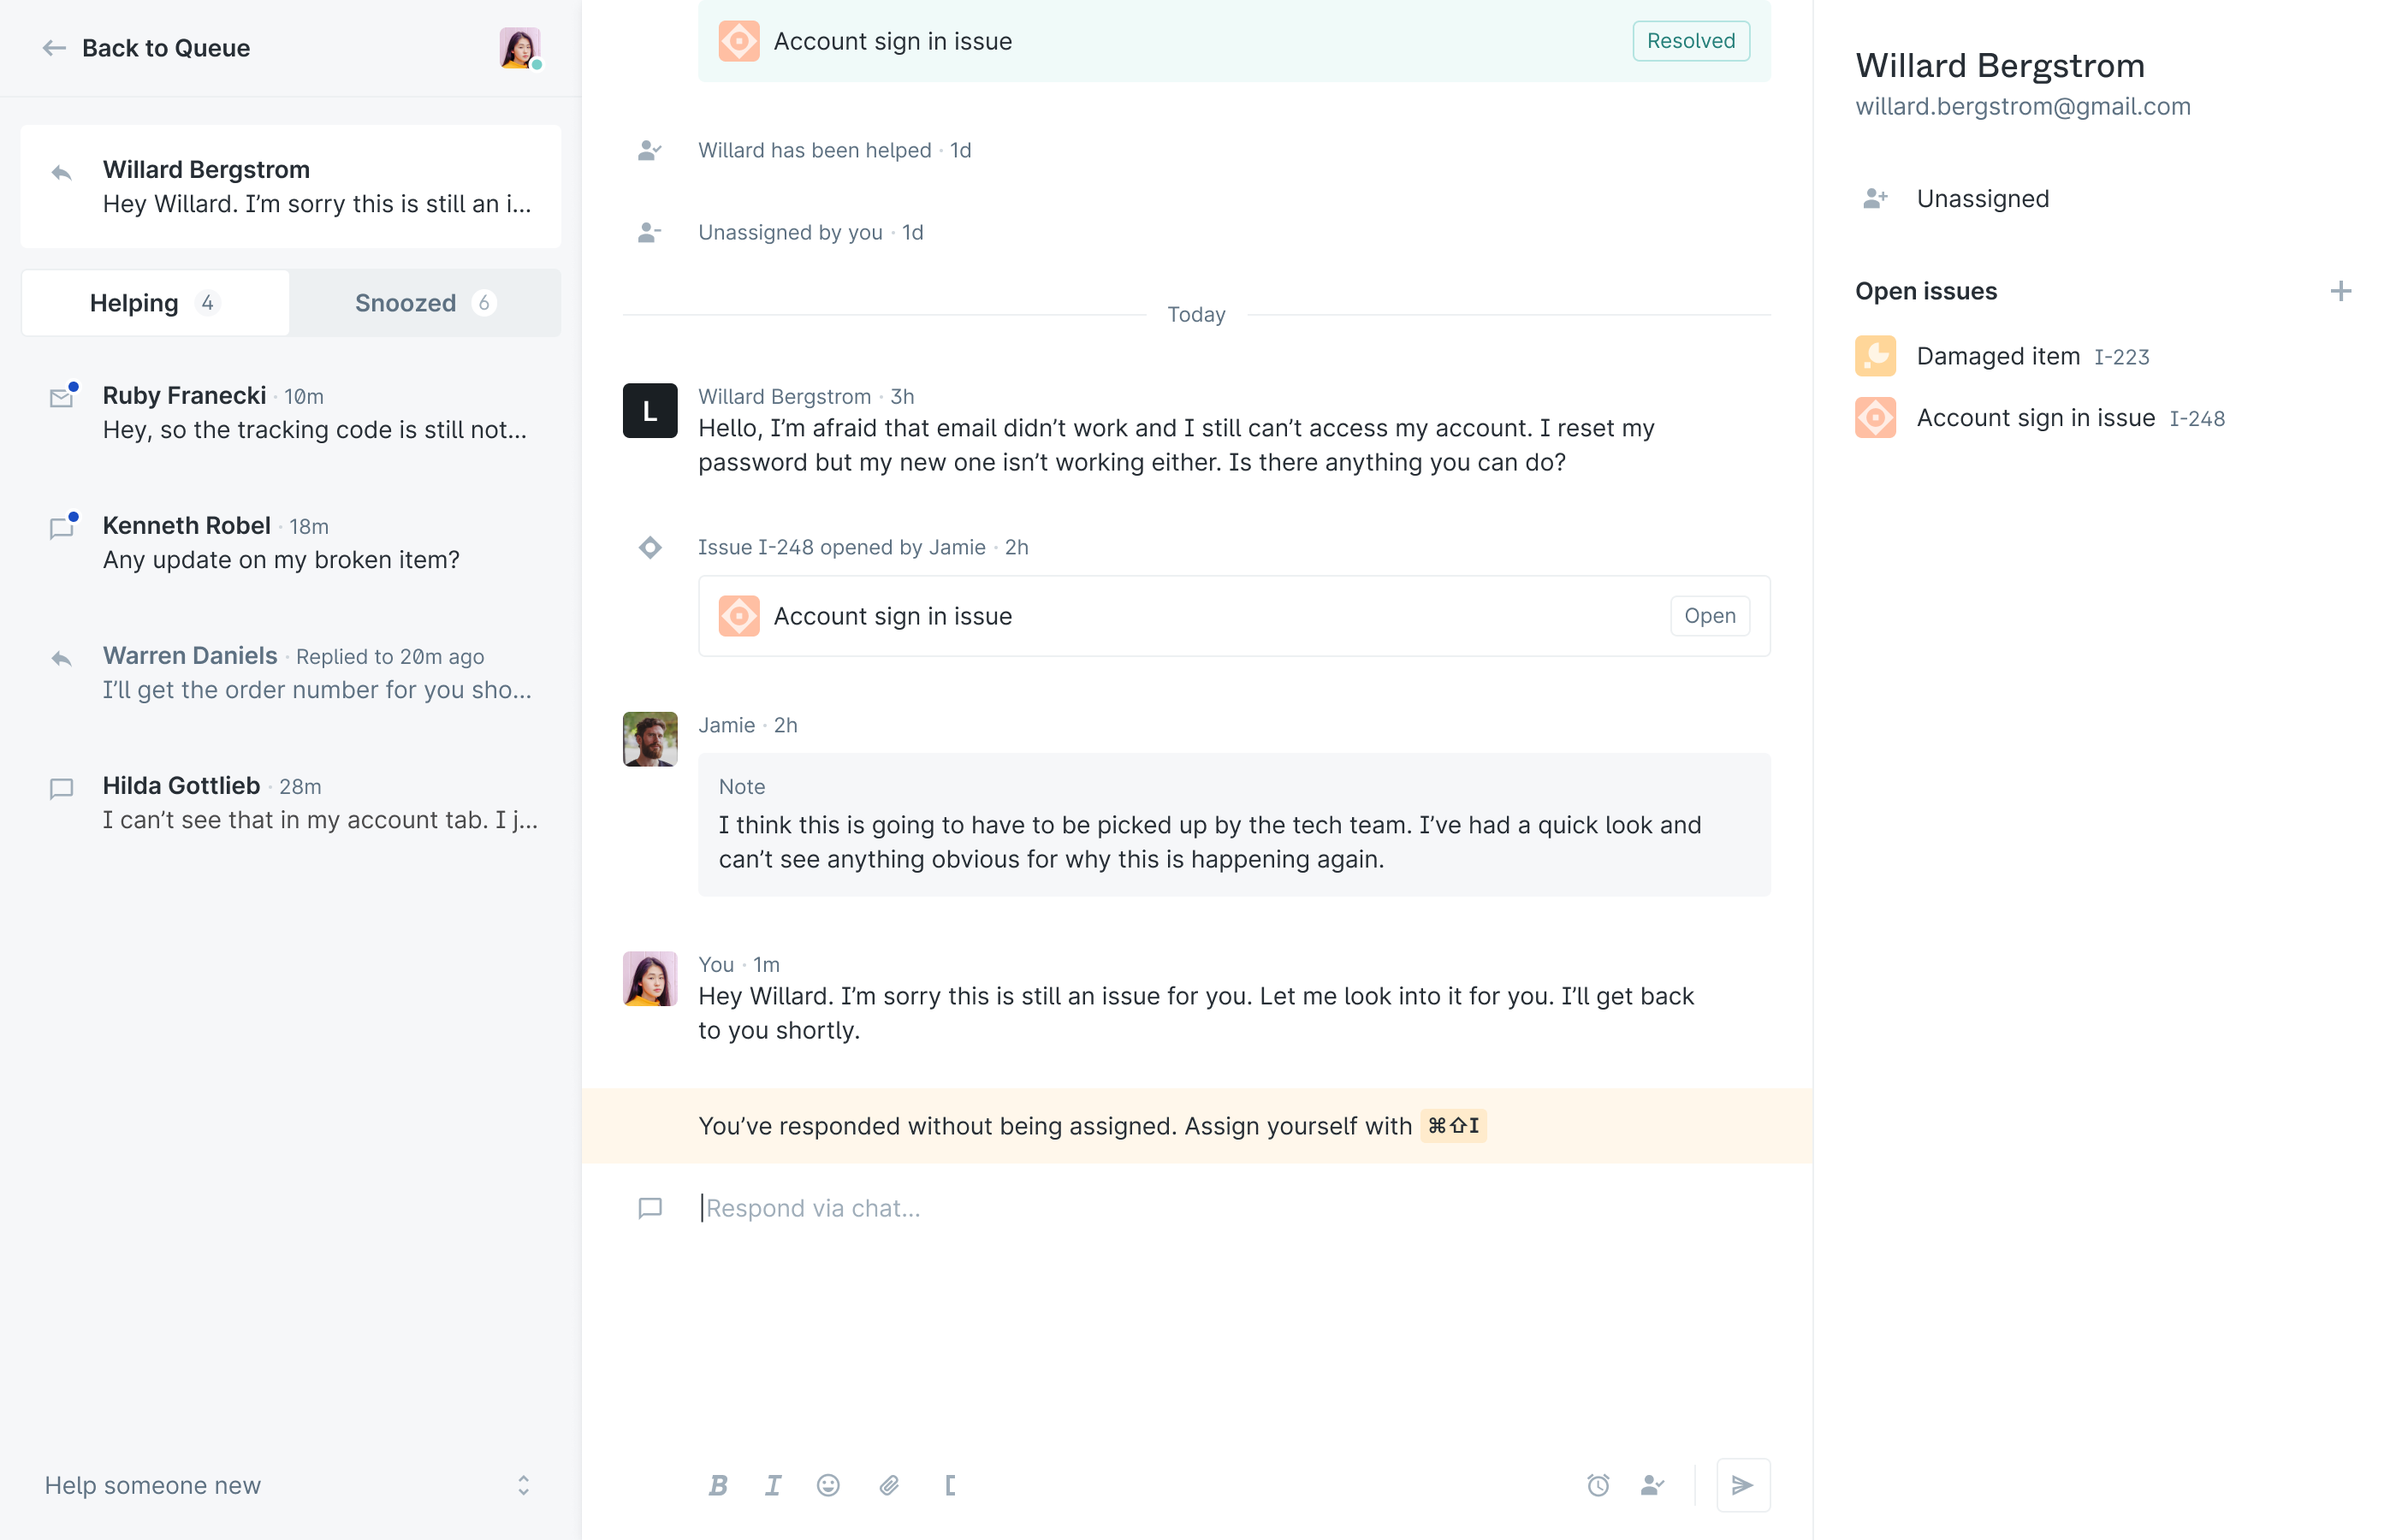 Back to Queue
Willard Bergstrom
Hey Willard. I’m sorry this is still an i...
Helping 4
Snoozed 6
Ruby Franecki · 10m
Hey, so the tracking code is still not...
Kenneth Robel · 18m
Any update on my broken item?
Warren Daniels · Replied to 20m ago
I’ll get the order number for you sho...
Hilda Gottlieb · 28m
I can’t see that in my account tab. I j...
Help someone new
Account sign in issue
Resolved
Willard has been helped · 1d
Unassigned by you · 1d
Today
L
Willard Bergstrom · 3h
Hello, I’m afraid that email didn’t work and I still can’t access my account. I reset my
password but my new one isn’t working either. Is there anything you can do?
Issue I-248 opened by Jamie · 2h
Account sign in issue
Open
Jamie · 2h
Note
I think this is going to have to be picked up by the tech team. I’ve had a quick look and
can’t see anything obvious for why this is happening again.
You · 1m
Hey Willard. I’m sorry this is still an issue for you. Let me look into it for you. I’ll get back
to you shortly.
You’ve responded without being assigned. Assign yourself with ⌘⇧I
Respond via chat...
B I
Willard Bergstrom
willard.bergstrom@gmail.com
Unassigned
Open issues
Damaged item I-223
Account sign in issue I-248